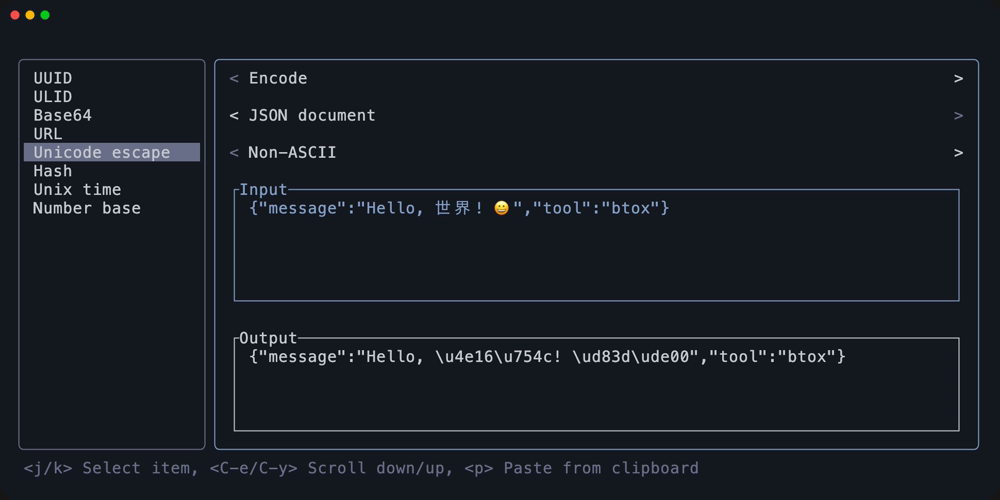 UUID
ULID
Base64
URL
Unicode escape
Hash
Unix time
Number base
< Encode >
< JSON document >
< Non-ASCII >
Input
{"message":"Hello, 世界! 😀","tool":"btox"}
Output
{"message":"Hello, \u4e16\u754c! \ud83d\ude00","tool":"btox"}
<j/k> Select item, <C-e/C-y> Scroll down/up, <p> Paste from clipboard